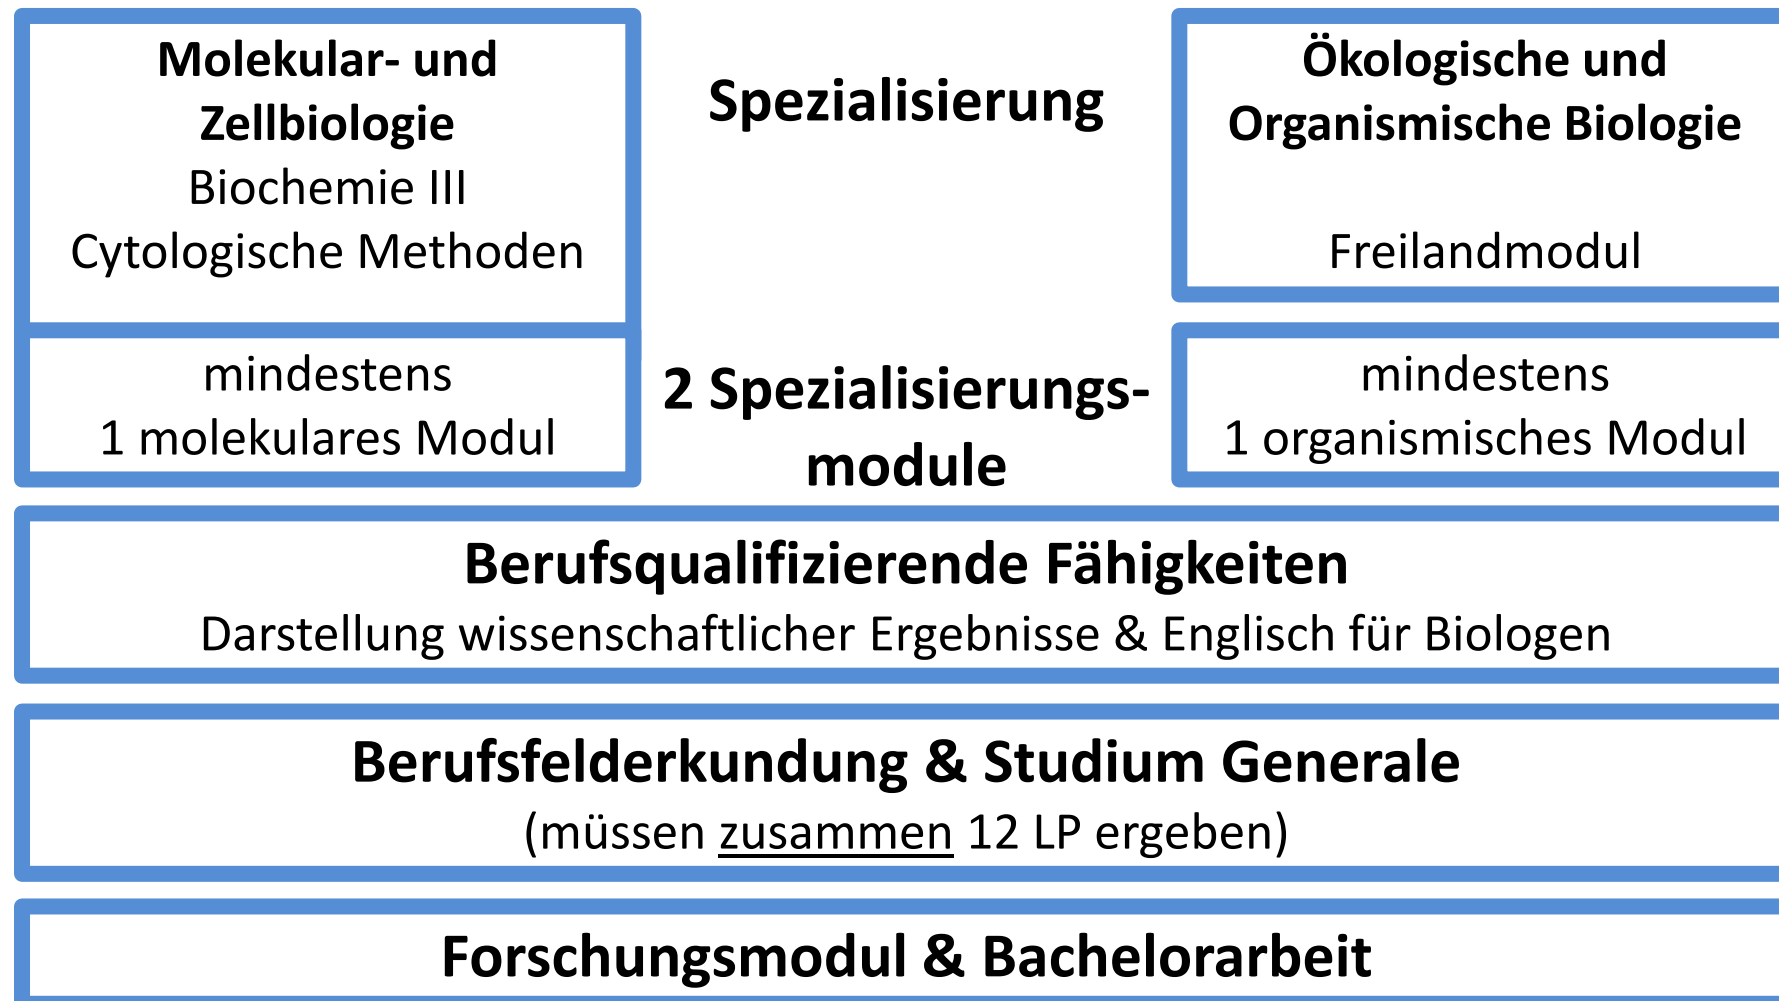 Molekular- und
Zellbiologie
Biochemie III
Cytologische Methoden
Spezialisierung
Ökologische und
Organismische Biologie
Freilandmodul
mindestens
1 molekulares Modul
2 Spezialisierungs-
module
mindestens
1 organismisches Modul
Berufsqualifizierende Fähigkeiten
Darstellung wissenschaftlicher Ergebnisse & Englisch für Biologen
Berufsfelderkundung & Studium Generale
(müssen zusammen 12 LP ergeben)
Forschungsmodul & Bachelorarbeit